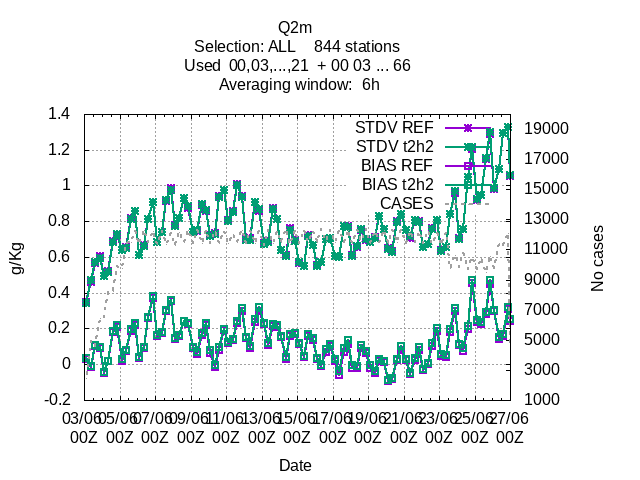 Q2m
Selection: ALL    844 stations
Used  00,03,...,21  + 00 03 ... 66
Averaging window:  6h
1.4
1.2
1
0.8
0.6
0.4
0.2
0
-0.2
g/Kg
STDV REF
STDV t2h2
BIAS REF
BIAS t2h2
CASES
19000
17000
15000
13000
11000
9000
7000
5000
3000
1000
No cases
03/06 05/06 07/06 09/06 11/06 13/06 15/06 17/06 19/06 21/06 23/06 25/06 27/06
00Z 00Z 00Z 00Z 00Z 00Z 00Z 00Z 00Z 00Z 00Z 00Z 00Z
Date